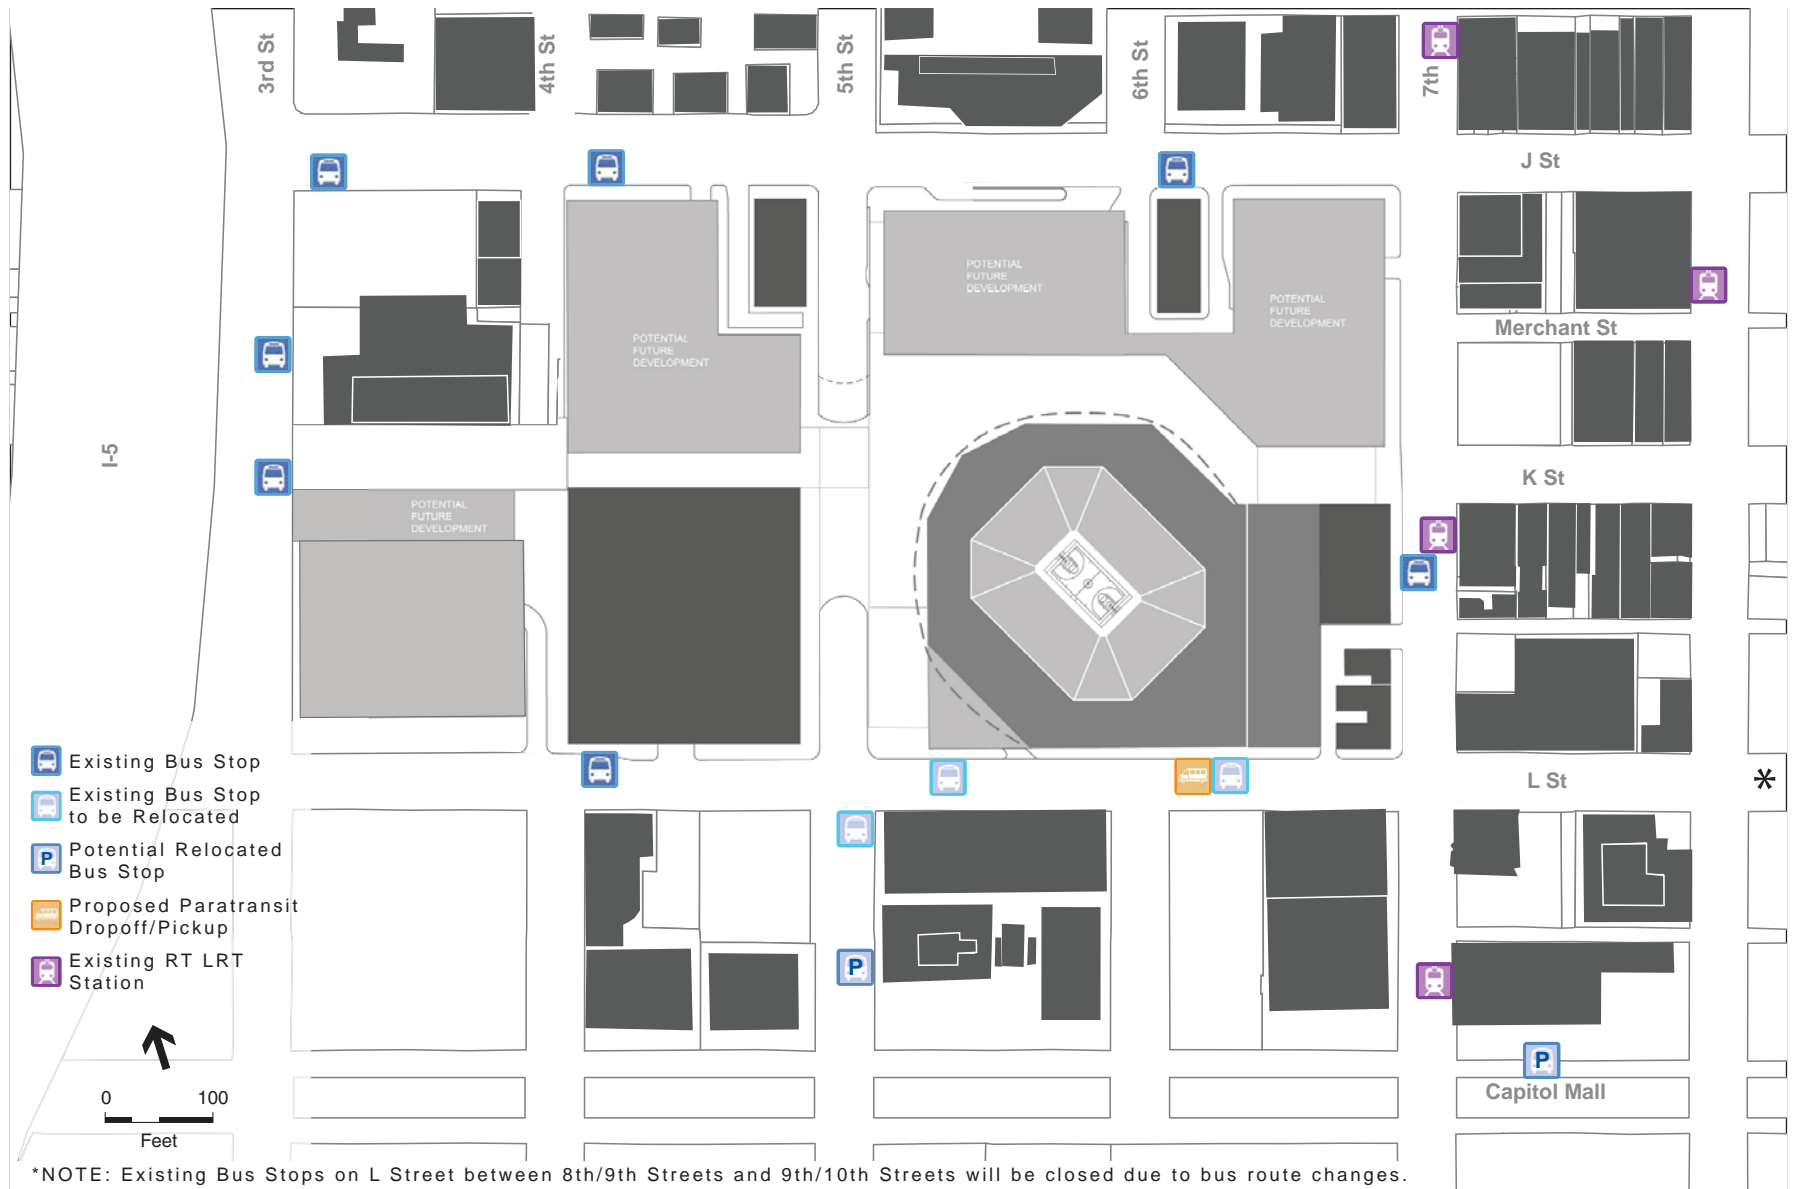 3rd St
4th St
5th St
6th St
7th
J St
POTENTIAL
FUTURE
DEVELOPMENT
POTENTIAL
FUTURE
DEVELOPMENT
POTENTIAL
FUTURE
DEVELOPMENT
Merchant St
I-5
K St
POTENTIAL
FUTURE
DEVELOPMENT
L St
*
Existing Bus Stop
Existing Bus Stop
to be Relocated
P
Potential Relocated
Bus Stop
Proposed Paratransit
Dropoff/Pickup
Existing RT LRT
Station
P
P
Capitol Mall
0 100
Feet
*NOTE: Existing Bus Stops on L Street between 8th/9th Streets and 9th/10th Streets will be closed due to bus route changes.